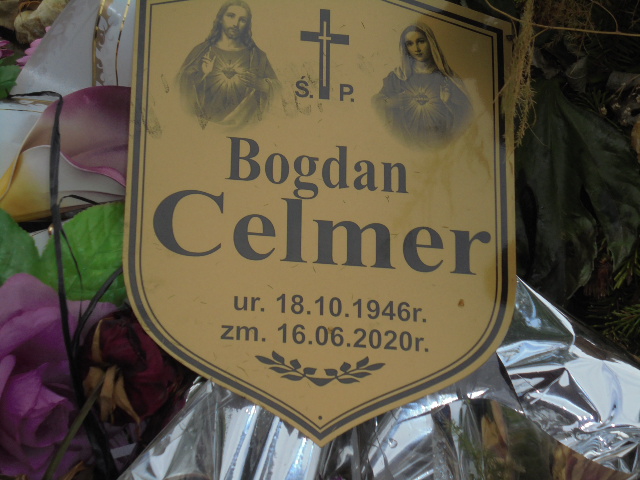 Ś. P.
Bogdan
Celmer
ur. 18.10.1946r.
zm. 16.06.2020r.